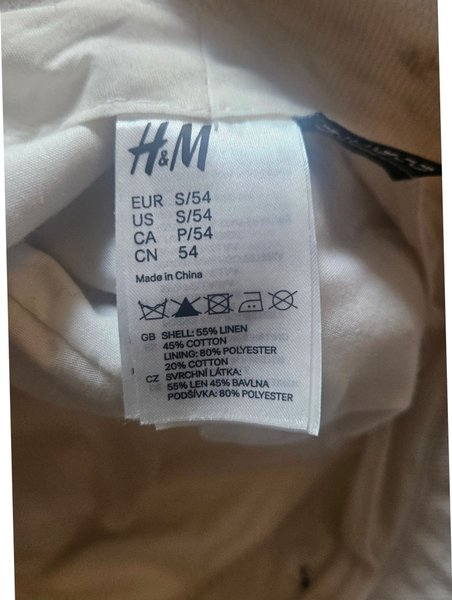 H&M
EUR S/54
US S/54
CA P/54
CN 54
Made in China
GB SHELL: 55% LINEN
45% COTTON
LINING: 80% POLYESTER
20% COTTON
CZ SVRCHNÍ LÁTKA:
55% LEN 45% BAVLNA
PODŠÍVKA: 80% POLYESTER